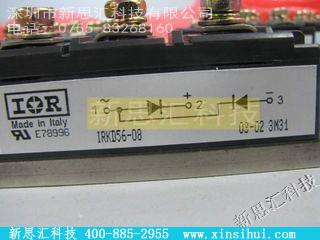 深圳市新思汇科技有限公司
电话：0755-83268160
IOR
Made in Italy
E78996
~ + 2 - 3
IRKD56-08
03-02 3M31
新思汇科技
新思汇科技 400-885-2955 www.xinsihui.com